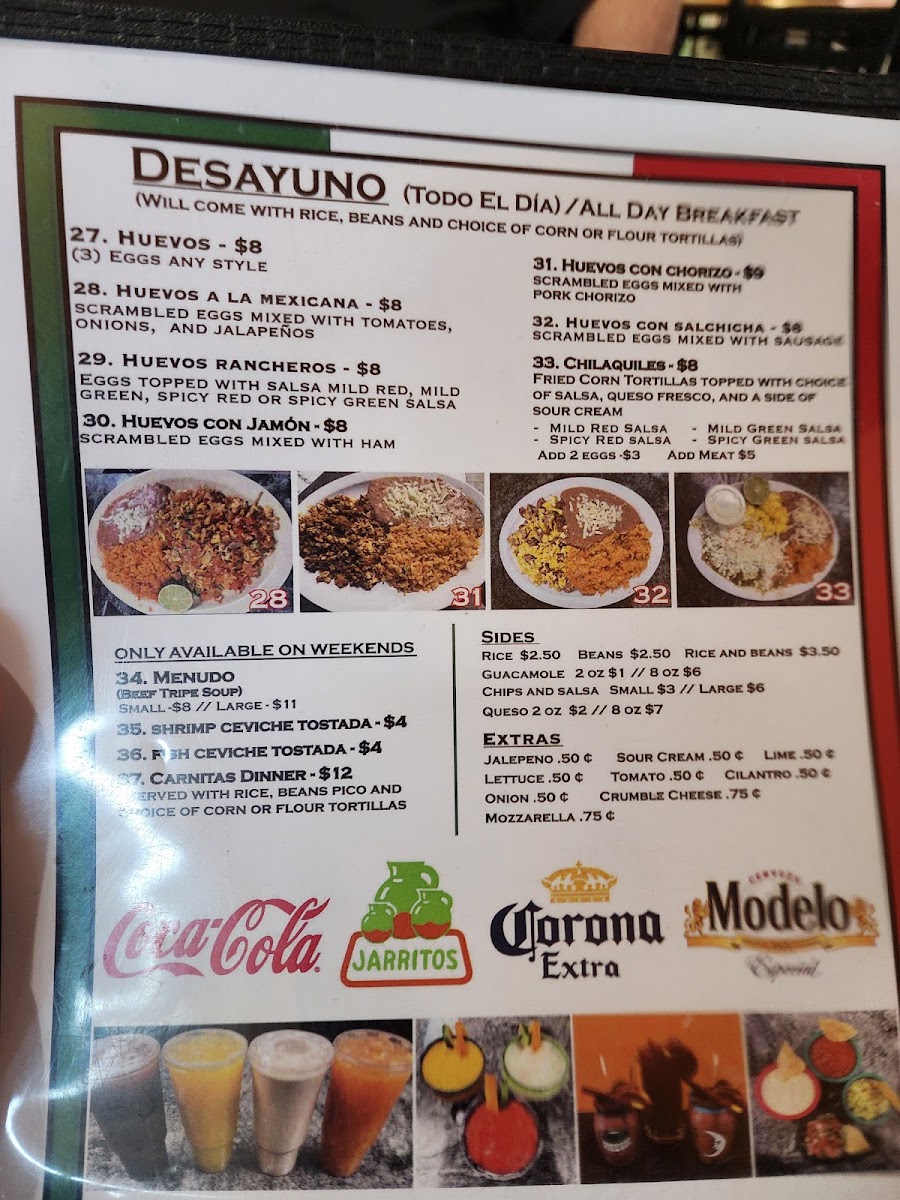 DESAYUNO (TODO EL DÍA) / ALL DAY BREAKFAST
(WILL COME WITH RICE, BEANS AND CHOICE OF CORN OR FLOUR TORTILLAS)
27. HUEVOS - $8
(3) EGGS ANY STYLE
28. HUEVOS A LA MEXICANA - $8
SCRAMBLED EGGS MIXED WITH TOMATOES,
ONIONS, AND JALAPEÑOS
29. HUEVOS RANCHEROS - $8
EGGS TOPPED WITH SALSA MILD RED, MILD
GREEN, SPICY RED OR SPICY GREEN SALSA
30. HUEVOS CON JAMÓN - $8
SCRAMBLED EGGS MIXED WITH HAM
31. HUEVOS CON CHORIZO - $9
SCRAMBLED EGGS MIXED WITH
PORK CHORIZO
32. HUEVOS CON SALCHICHA -
SCRAMBLED EGGS MIXED WITH SAUSAGE
33. CHILAQUILES - $8
FRIED CORN TORTILLAS TOPPED WITH CHOICE
OF SALSA, QUESO FRESCO, AND A SIDE OF
SOUR CREAM
- MILD RED SALSA - MILD GREEN SALSA
- SPICY RED SALSA - SPICY GREEN SALSA
ADD 2 EGGS -$3 ADD MEAT $5
28
31
32
33
ONLY AVAILABLE ON WEEKENDS
34. MENUDO
(BEEF TRIPE SOUP)
SMALL -$8 // LARGE - $11
35. SHRIMP CEVICHE TOSTADA - $4
36. FISH CEVICHE TOSTADA - $4
37. CARNITAS DINNER - $12
SERVED WITH RICE, BEANS PICO AND
CHOICE OF CORN OR FLOUR TORTILLAS
SIDES
RICE $2.50 BEANS $2.50 RICE AND BEANS $3.50
GUACAMOLE 2 OZ $1 // 8 OZ $6
CHIPS AND SALSA SMALL $3 // LARGE $6
QUESO 2 OZ $2 // 8 OZ $7
EXTRAS
JALEPENO .50 ¢ SOUR CREAM .50 ¢ LIME .50 ¢
LETTUCE .50 ¢ TOMATO .50 ¢ CILANTRO .50 ¢
ONION .50 ¢ CRUMBLE CHEESE .75 ¢
MOZZARELLA .75 ¢
Coca-Cola
JARRITOS
Corona
Extra
CERVEZA
Modelo
Especial